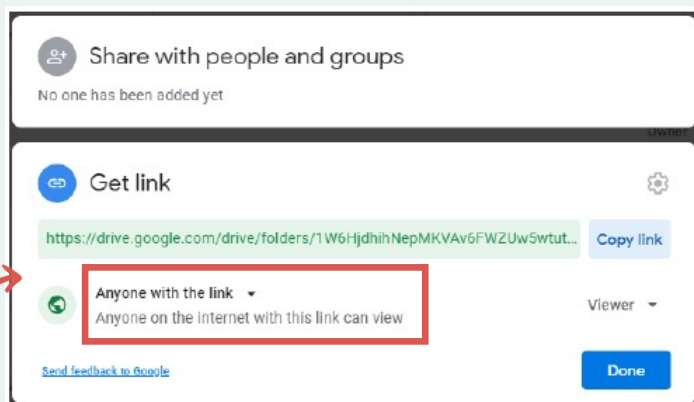 Share with people and groups
No one has been added yet
Owner
Get link
https://drive.google.com/drive/folders/1W6HjdhihNepMKVAv6FWZUw5wtut...
Copy link
Anyone with the link
Anyone on the internet with this link can view
Viewer
Send feedback to Google
Done